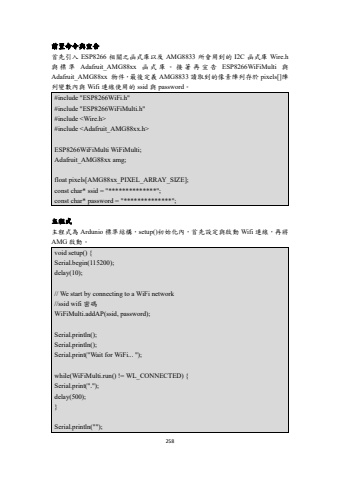 前置命令與宣告
首先引入 ESP8266 相關之函式庫以及 AMG8833 所會用到的 I2C 函式庫 Wire.h
與標準 Adafruit_AMG88xx 函式庫。接著再宣告 ESP8266WiFiMulti 與
Adafruit_AMG88xx 物件，最後定義 AMG8833 讀取到的像素陣列存於 pixels[]陣
列變數內與 Wifi 連線使用的 ssid 與 password。
#include "ESP8266WiFi.h"
#include "ESP8266WiFiMulti.h"
#include <Wire.h>
#include <Adafruit_AMG88xx.h>
ESP8266WiFiMulti WiFiMulti;
Adafruit_AMG88xx amg;
float pixels[AMG88xx_PIXEL_ARRAY_SIZE];
const char* ssid = "**************";
const char* password = "**************";
主程式
主程式為 Arduino 標準結構，setup()初始化內，首先設定與啟動 Wifi 連線，再將
AMG 啟動。
void setup() {
Serial.begin(115200);
delay(10);
// We start by connecting to a WiFi network
//ssid wifi 密碼
WiFiMulti.addAP(ssid, password);
Serial.println();
Serial.println();
Serial.print("Wait for WiFi... ");
while(WiFiMulti.run() != WL_CONNECTED) {
Serial.print(".");
delay(500);
}
Serial.println("");
258